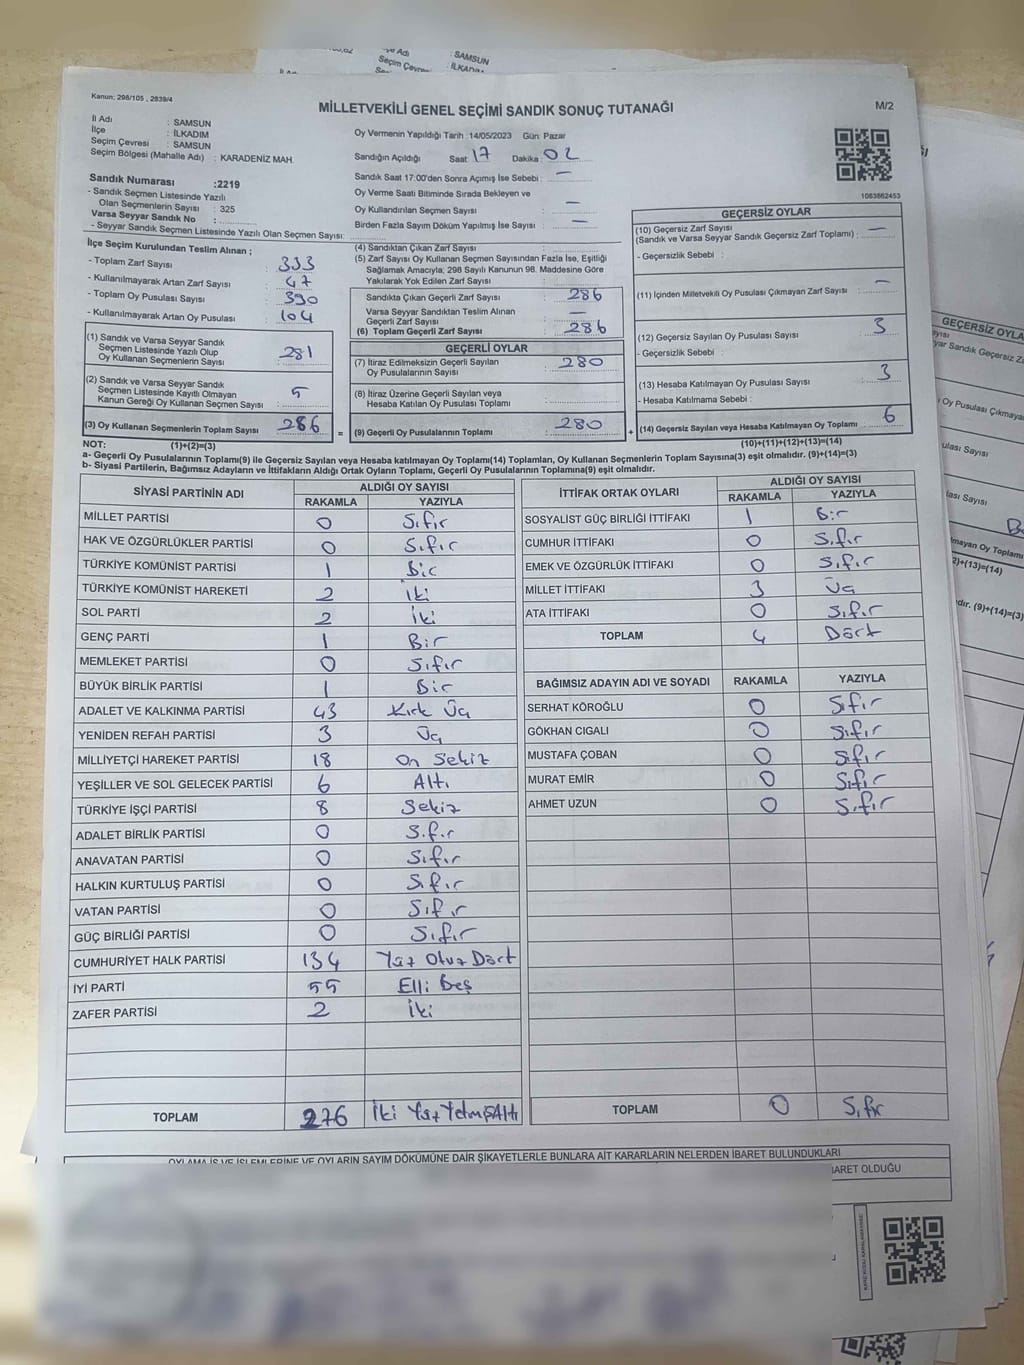 SAMSUN
Kanun: 298/105 , 2839/4
MİLLETVEKİLİ GENEL SEÇİMİ SANDIK SONUÇ TUTANAĞI
M/2
İl Adı : SAMSUN
İlçe : İLKADIM
Seçim Çevresi : SAMSUN
Seçim Bölgesi (Mahalle Adı) : KARADENİZ MAH.
Oy Vermenin Yapıldığı Tarih :14/05/2023 Gün: Pazar
Sandığın Açıldığı Saat 17 Dakika 02
Sandık Saat 17:00'den Sonra Açımış İse Sebebi : —
Oy Verme Saati Bitiminde Sırada Bekleyen ve
Oy Kullandırılan Seçmen Sayısı : —
Birden Fazla Sayım Döküm Yapılmış İse Sayısı : —
1083862453
Sandık Numarası :2219
- Sandık Seçmen Listesinde Yazılı
Olan Seçmenlerin Sayısı : 325
Varsa Seyyar Sandık No :
- Seyyar Sandık Seçmen Listesinde Yazılı Olan Seçmen Sayısı:
İlçe Seçim Kurulundan Teslim Alınan ;
- Toplam Zarf Sayısı : 333
- Kullanılmayarak Artan Zarf Sayısı : 47
- Toplam Oy Pusulası Sayısı : 390
- Kullanılmayarak Artan Oy Pusulası : 104
(1) Sandık ve Varsa Seyyar Sandık
Seçmen Listesinde Yazılı Olup
Oy Kullanan Seçmenlerin Sayısı : 281
(2) Sandık ve Varsa Seyyar Sandık
Seçmen Listesinde Kayıtlı Olmayan
Kanun Gereği Oy Kullanan Seçmen Sayısı : 5
(3) Oy Kullanan Seçmenlerin Toplam Sayısı : 286
(4) Sandıktan Çıkan Zarf Sayısı :
(5) Zarf Sayısı Oy Kullanan Seçmen Sayısından Fazla İse, Eşitliği
Sağlamak Amacıyla; 298 Sayılı Kanunun 98. Maddesine Göre
Yakılarak Yok Edilen Zarf Sayısı :
Sandıkta Çıkan Geçerli Zarf Sayısı : 286
Varsa Seyyar Sandıktan Teslim Alınan
Geçerli Zarf Sayısı : —
(6) Toplam Geçerli Zarf Sayısı : 286
GEÇERLİ OYLAR
(7) İtiraz Edilmeksizin Geçerli Sayılan
Oy Pusulalarının Sayısı : 280
(8) İtiraz Üzerine Geçerli Sayılan veya
Hesaba Katılan Oy Pusulası Toplamı :
= (9) Geçerli Oy Pusulalarının Toplamı : 280 +
GEÇERSİZ OYLAR
(10) Geçersiz Zarf Sayısı : —
(Sandık ve Varsa Seyyar Sandık Geçersiz Zarf Toplamı) :
- Geçersizlik Sebebi :
(11) İçinden Milletvekili Oy Pusulası Çıkmayan Zarf Sayısı : —
(12) Geçersiz Sayılan Oy Pusulası Sayısı : 3
- Geçersizlik Sebebi :
(13) Hesaba Katılmayan Oy Pusulası Sayısı : 3
- Hesaba Katılmama Sebebi :
(14) Geçersiz Sayılan veya Hesaba Katılmayan Oy Toplamı : 6
NOT: (1)+(2)=(3)
(10)+(11)+(12)+(13)=(14)
a- Geçerli Oy Pusulalarının Toplamı(9) ile Geçersiz Sayılan veya Hesaba katılmayan Oy Toplamı(14) Toplamları, Oy Kullanan Seçmenlerin Toplam Sayısına(3) eşit olmalıdır. (9)+(14)=(3)
b- Siyasi Partilerin, Bağımsız Adayların ve İttifakların Aldığı Ortak Oyların Toplamı, Geçerli Oy Pusulalarının Toplamına(9) eşit olmalıdır.
SİYASİ PARTİNİN ADI ALDIĞI OY SAYISI
RAKAMLA YAZIYLA
MİLLET PARTİSİ 0 Sıfır
HAK VE ÖZGÜRLÜKLER PARTİSİ 0 Sıfır
TÜRKİYE KOMÜNİST PARTİSİ 1 Bir
TÜRKİYE KOMÜNİST HAREKETİ 2 İki
SOL PARTİ 2 İki
GENÇ PARTİ 1 Bir
MEMLEKET PARTİSİ 0 Sıfır
BÜYÜK BİRLİK PARTİSİ 1 Bir
ADALET VE KALKINMA PARTİSİ 43 Kırk Üç
YENİDEN REFAH PARTİSİ 3 Üç
MİLLİYETÇİ HAREKET PARTİSİ 18 On Sekiz
YEŞİLLER VE SOL GELECEK PARTİSİ 6 Altı
TÜRKİYE İŞÇİ PARTİSİ 8 Sekiz
ADALET BİRLİK PARTİSİ 0 Sıfır
ANAVATAN PARTİSİ 0 Sıfır
HALKIN KURTULUŞ PARTİSİ 0 Sıfır
VATAN PARTİSİ 0 Sıfır
GÜÇ BİRLİĞİ PARTİSİ 0 Sıfır
CUMHURİYET HALK PARTİSİ 134 Yüz Otuz Dört
İYİ PARTİ 55 Elli Beş
ZAFER PARTİSİ 2 İki
TOPLAM 276 İki Yüz YetmişAltı
İTTİFAK ORTAK OYLARI ALDIĞI OY SAYISI
RAKAMLA YAZIYLA
SOSYALİST GÜÇ BİRLİĞİ İTTİFAKI 1 Bir
CUMHUR İTTİFAKI 0 Sıfır
EMEK VE ÖZGÜRLÜK İTTİFAKI 0 Sıfır
MİLLET İTTİFAKI 3 Üç
ATA İTTİFAKI 0 Sıfır
TOPLAM 4 Dört
BAĞIMSIZ ADAYIN ADI VE SOYADI RAKAMLA YAZIYLA
SERHAT KÖROĞLU 0 Sıfır
GÖKHAN CIGALI 0 Sıfır
MUSTAFA ÇOBAN 0 Sıfır
MURAT EMİR 0 Sıfır
AHMET UZUN 0 Sıfır
TOPLAM 0 Sıfır
OYLAMA İŞ VE İŞLEMLERİNE VE OYLARIN SAYIM DÖKÜMÜNE DAİR ŞİKAYETLERLE BUNLARA AİT KARARLARIN NELERDEN İBARET BULUNDUKLARI
İBARET OLDUĞU
GEÇERSİZ OYLA